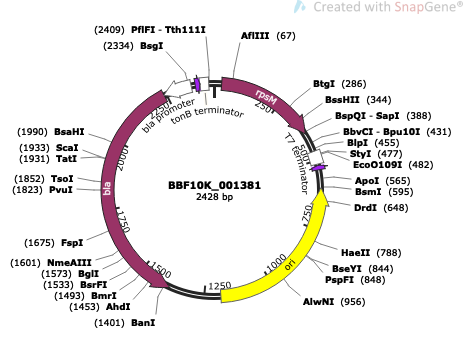 Created with SnapGene®
(2409) PflFI - Tth111I
(2334) BsgI
AflIII (67)
BtgI (286)
BssHII (344)
BspQI - SapI (388)
BbvCI - Bpu10I (431)
BlpI (455)
StyI (477)
EcoO109I (482)
ApoI (565)
BsmI (595)
DrdI (648)
HaeII (788)
BseYI (844)
PspFI (848)
AlwNI (956)
(1990) BsaHI
(1933) ScaI
(1931) TatI
(1852) TsoI
(1823) PvuI
(1675) FspI
(1601) NmeAIII
(1573) BglI
(1533) BsrFI
(1493) BmrI
(1453) AhdI
(1401) BanI
rpsM
bla promoter
tonB terminator
T7 terminator
bla
ori
BBF10K_001381
2428 bp
250
500
750
1000
1250
1500
1750
2000
2250